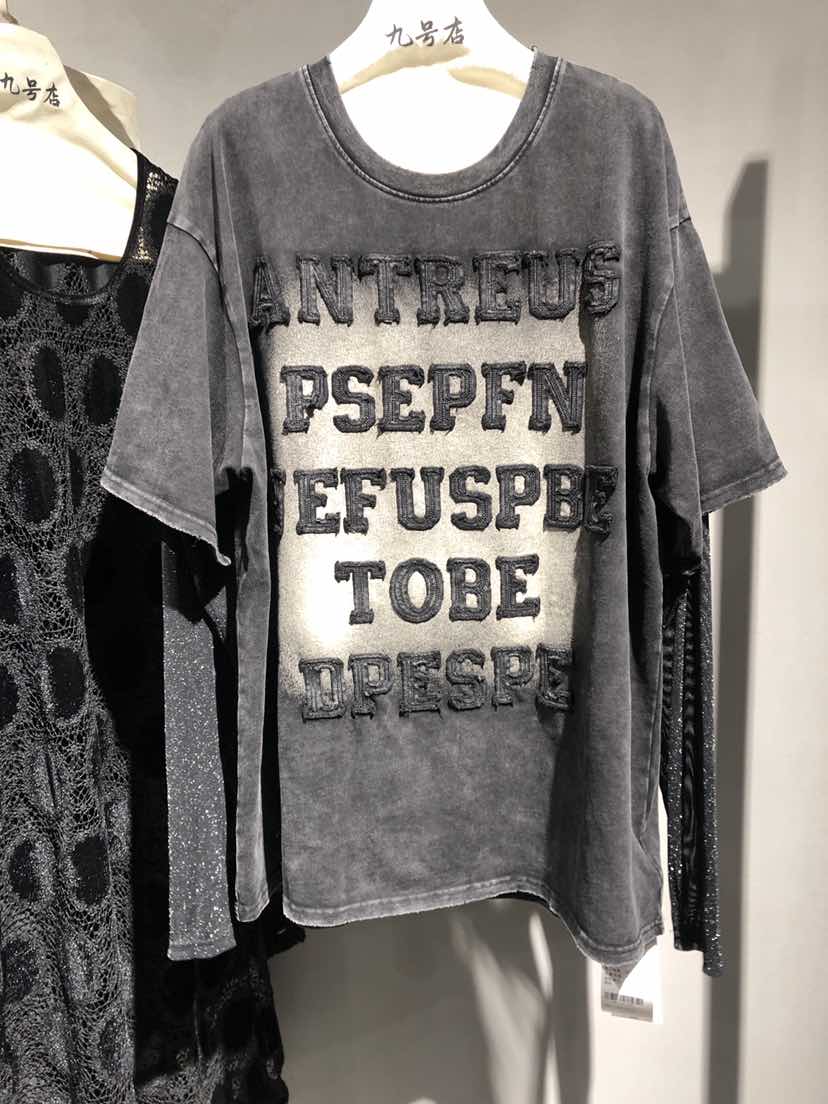 九号店
九号店
ANTREUS
PSEPFN
EFUSPBE
TOBE
DPESPE